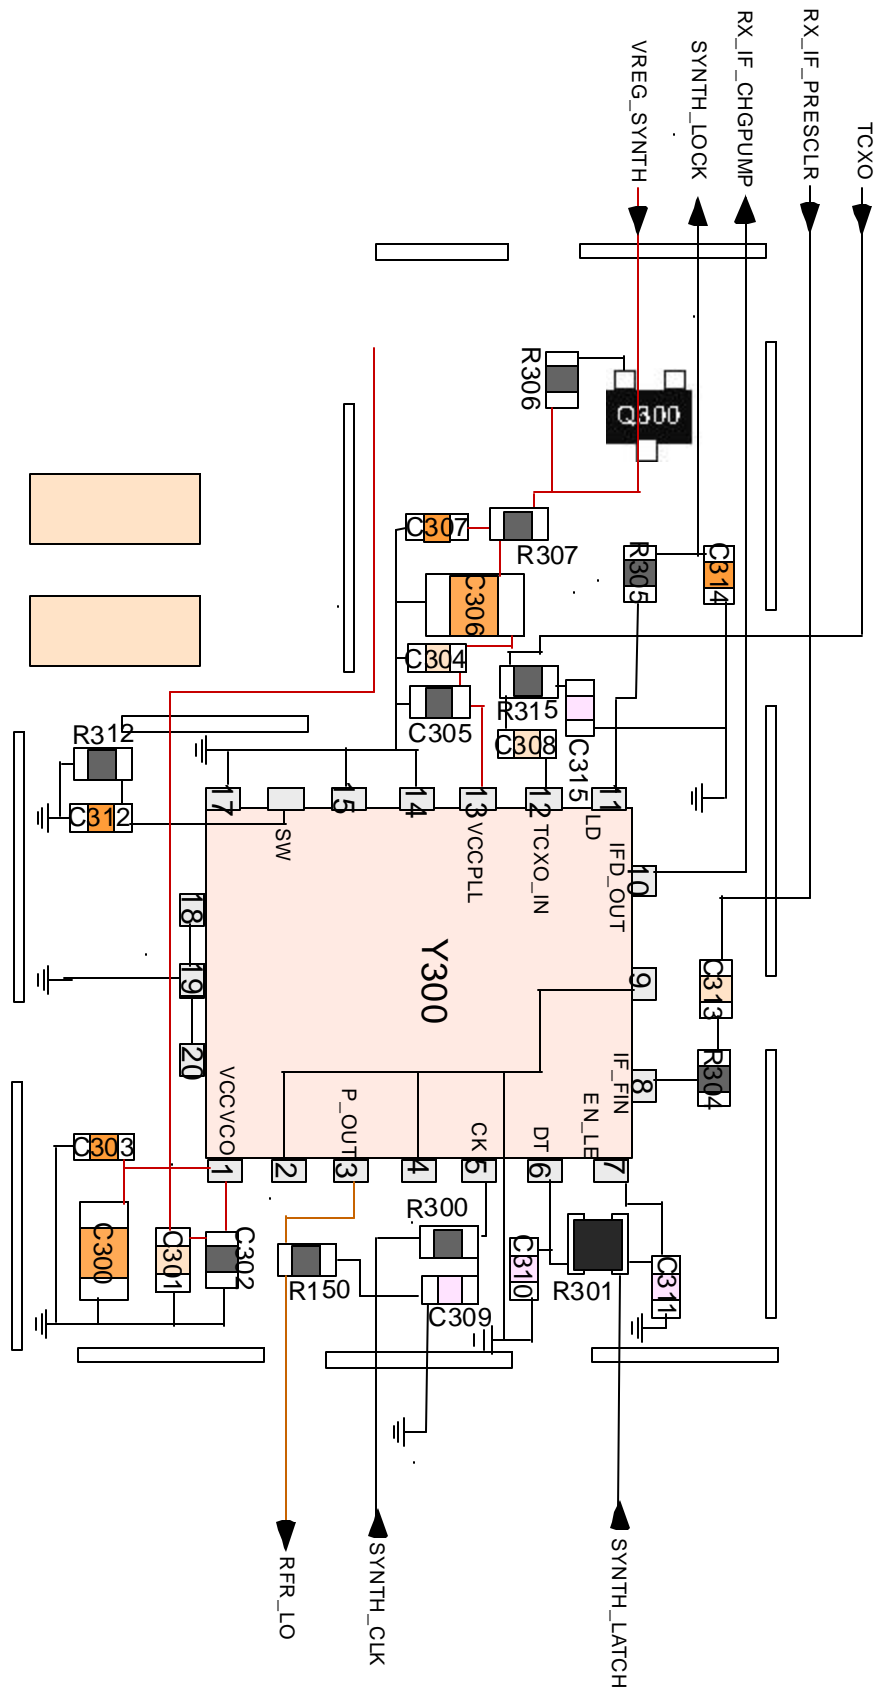 VREG_SYNTH
SYNTH_LOCK
RX_IF_CHGPUMP
RX_IF_PRESCLR
TCXO
R306
Q300
C307
R307
C306
R305
C314
C304
C305
R315
C308
C315
R312
C312
17
15
14
13
12
11
SW
VCCPLL
TCXO_IN
LD
IFD_OUT
10
18
19
20
Y300
9
C313
R304
8
IF_FIN
VCCVCO
P_OUT
CK
DT
EN_LE
1
2
3
4
5
6
7
C303
C300
C301
C302
R150
R300
C309
C310
R301
C311
RFR_LO
SYNTH_CLK
SYNTH_LATCH